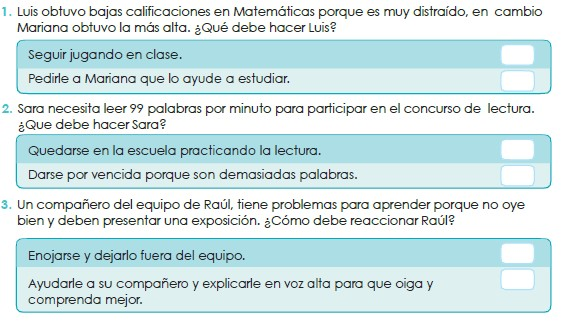 1. Luis obtuvo bajas calificaciones en Matemáticas porque es muy distraído, en cambio
Mariana obtuvo la más alta. ¿Qué debe hacer Luis?
Seguir jugando en clase.
Pedirle a Mariana que lo ayude a estudiar.
2. Sara necesita leer 99 palabras por minuto para participar en el concurso de lectura.
¿Que debe hacer Sara?
Quedarse en la escuela practicando la lectura.
Darse por vencida porque son demasiadas palabras.
3. Un compañero del equipo de Raúl, tiene problemas para aprender porque no oye
bien y deben presentar una exposición. ¿Cómo debe reaccionar Raúl?
Enojarse y dejarlo fuera del equipo.
Ayudarle a su compañero y explicarle en voz alta para que oiga y
comprenda mejor.